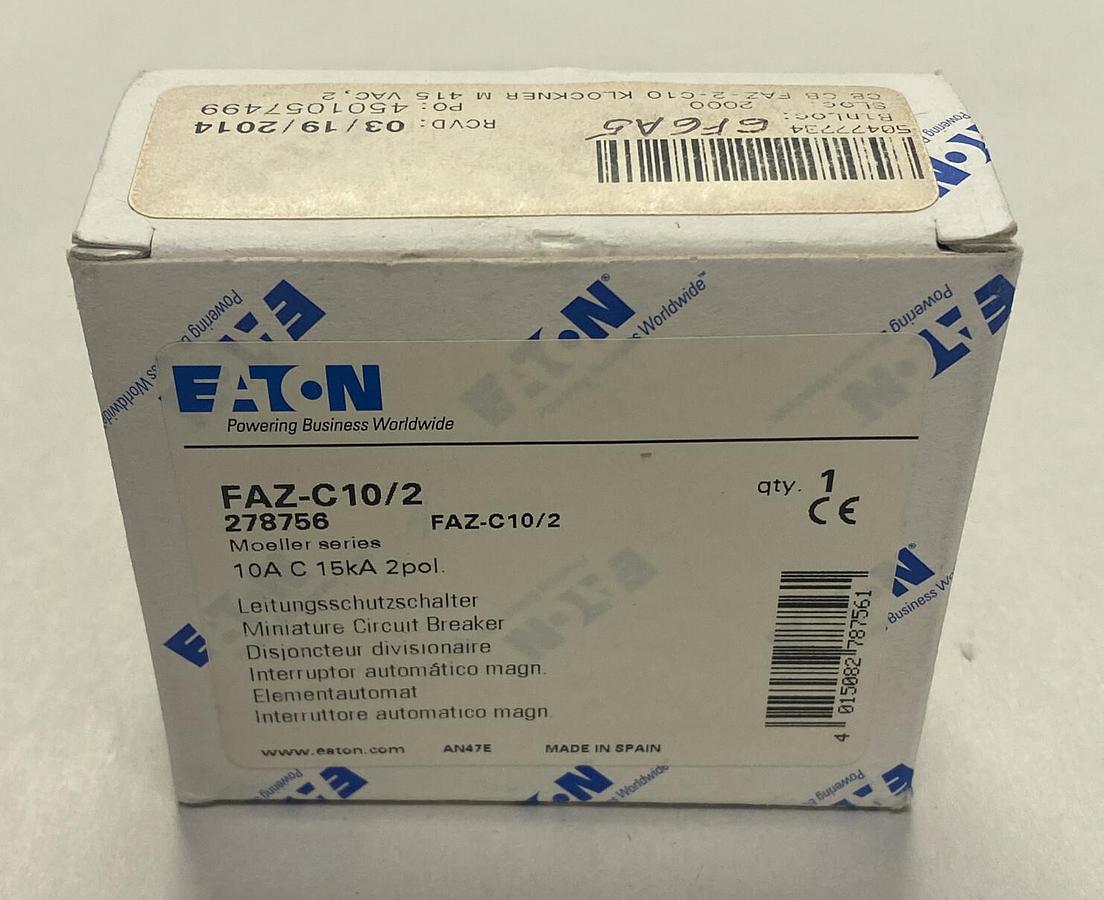 50477734
BinLoc: GF6A5
SLoc: 2000
CB CB FAZ-2-C10 KLOCKNER M 415 VAC,2
RCVD: 03/19/2014
PO: 4501057499
EATON
Powering Business Worldwide
FAZ-C10/2
qty. 1
278756 FAZ-C10/2
CE
Moeller series
10A C 15kA 2pol.
Leitungsschutzschalter
Miniature Circuit Breaker
Disjoncteur divisionaire
Interruptor automático magn.
Elementautomat
Interruttore automatico magn.
www.eaton.com AN47E MADE IN SPAIN
4 015082 787561